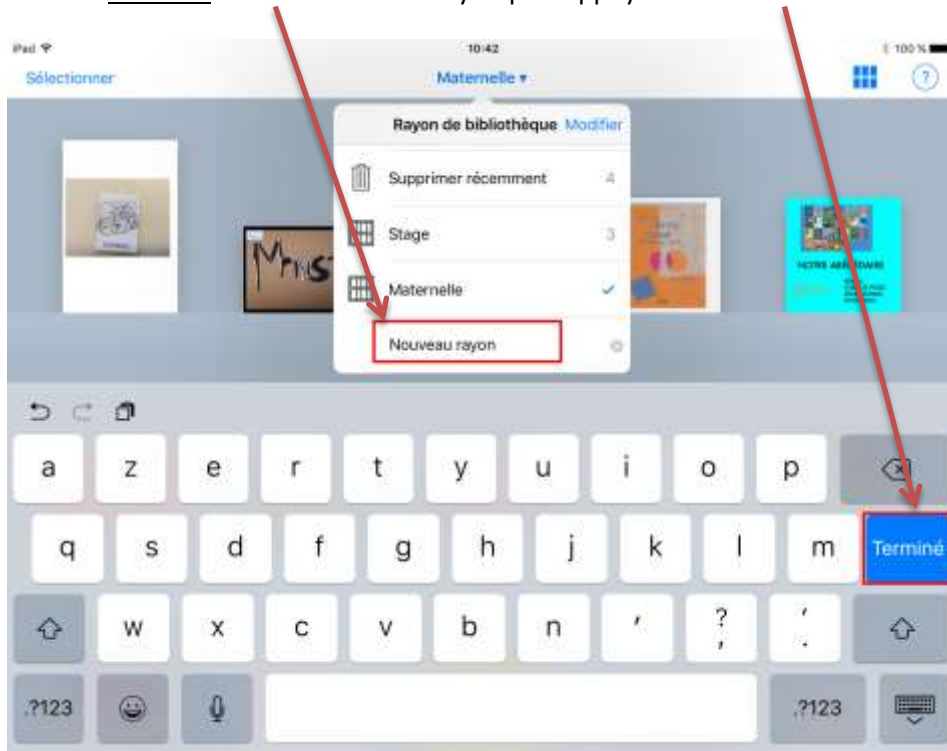 iPad 10:42 100 %
Sélectionner Maternelle ▾ ?
Rayon de bibliothèque Modifier
Supprimer récemment 4
Stage 3
Maternelle
Nouveau rayon
a z e r t y u i o p
q s d f g h j k l m Terminé
w x c v b n ' ? , ' .
.?123 .?123